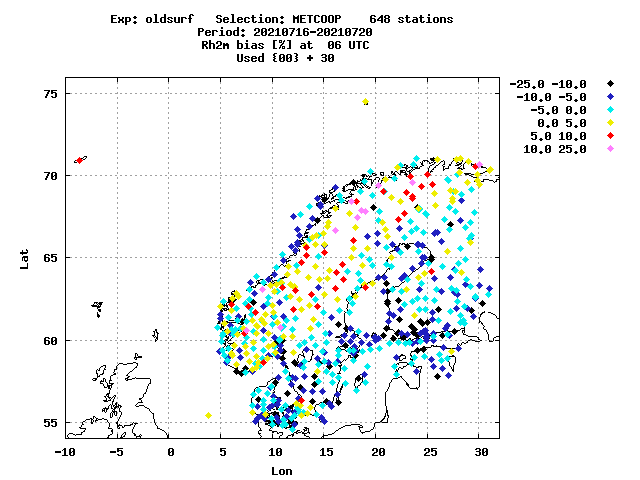 Exp: oldsurf Selection: METCOOP 648 stations
Period: 20210716-20210720
Rh2m bias [%] at 06 UTC
Used {00} + 30
-25.0 -10.0
-10.0 -5.0
-5.0 0.0
0.0 5.0
5.0 10.0
10.0 25.0
75
70
65
60
55
Lat
-10 -5 0 5 10 15 20 25 30
Lon